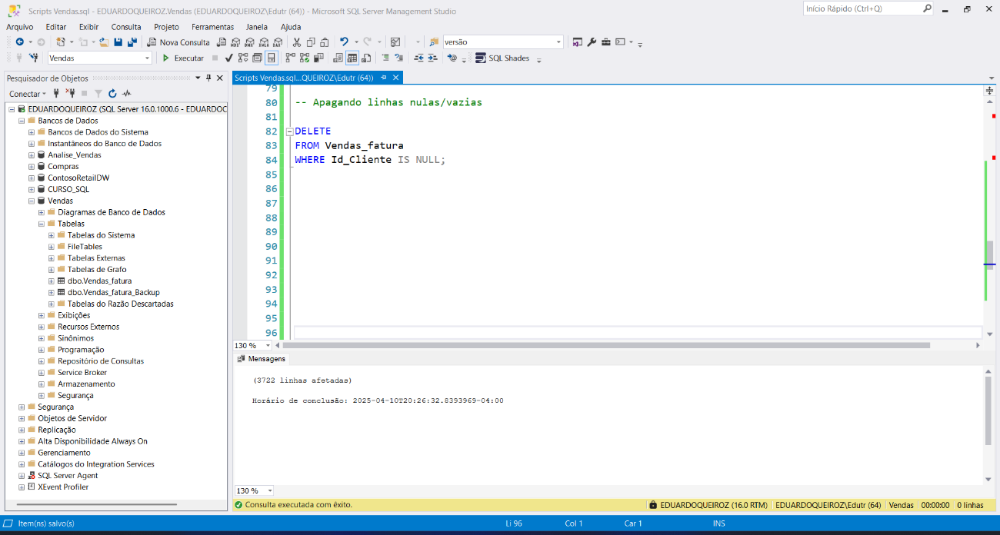 Scripts Vendas.sql - EDUARDOQUEIROZ.Vendas (EDUARDOQUEIROZ\Edutr (64)) - Microsoft SQL Server Management Studio
Início Rápido (Ctrl+Q)
Arquivo Editar Exibir Consulta Projeto Ferramentas Janela Ajuda
Nova Consulta
versão
Vendas
Executar
SQL Shades
Pesquisador de Objetos
Conectar
EDUARDOQUEIROZ (SQL Server 16.0.1000.6 - EDUARDOC
Bancos de Dados
Bancos de Dados do Sistema
Instantâneos do Banco de Dados
Analise_Vendas
Compras
ContosoRetailDW
CURSO_SQL
Vendas
Diagramas de Banco de Dados
Tabelas
Tabelas do Sistema
FileTables
Tabelas Externas
Tabelas de Grafo
dbo.Vendas_fatura
dbo.Vendas_fatura_Backup
Tabelas do Razão Descartadas
Exibições
Recursos Externos
Sinônimos
Programação
Repositório de Consultas
Service Broker
Armazenamento
Segurança
Segurança
Objetos de Servidor
Replicação
Alta Disponibilidade Always On
Gerenciamento
Catálogos do Integration Services
SQL Server Agent
XEvent Profiler
Scripts Vendas.sql...QUEIROZ\Edutr (64))
79
80 -- Apagando linhas nulas/vazias
81
82 DELETE
83 FROM Vendas_fatura
84 WHERE Id_Cliente IS NULL;
85
86
87
88
89
90
91
92
93
94
95
96
130 %
Mensagens
(3722 linhas afetadas)
Horário de conclusão: 2025-04-10T20:26:32.8393969-04:00
130 %
Consulta executada com êxito.
EDUARDOQUEIROZ (16.0 RTM) EDUARDOQUEIROZ\Edutr (64) Vendas 00:00:00 0 linhas
Item(ns) salvo(s) Li 96 Col 1 Car 1 INS